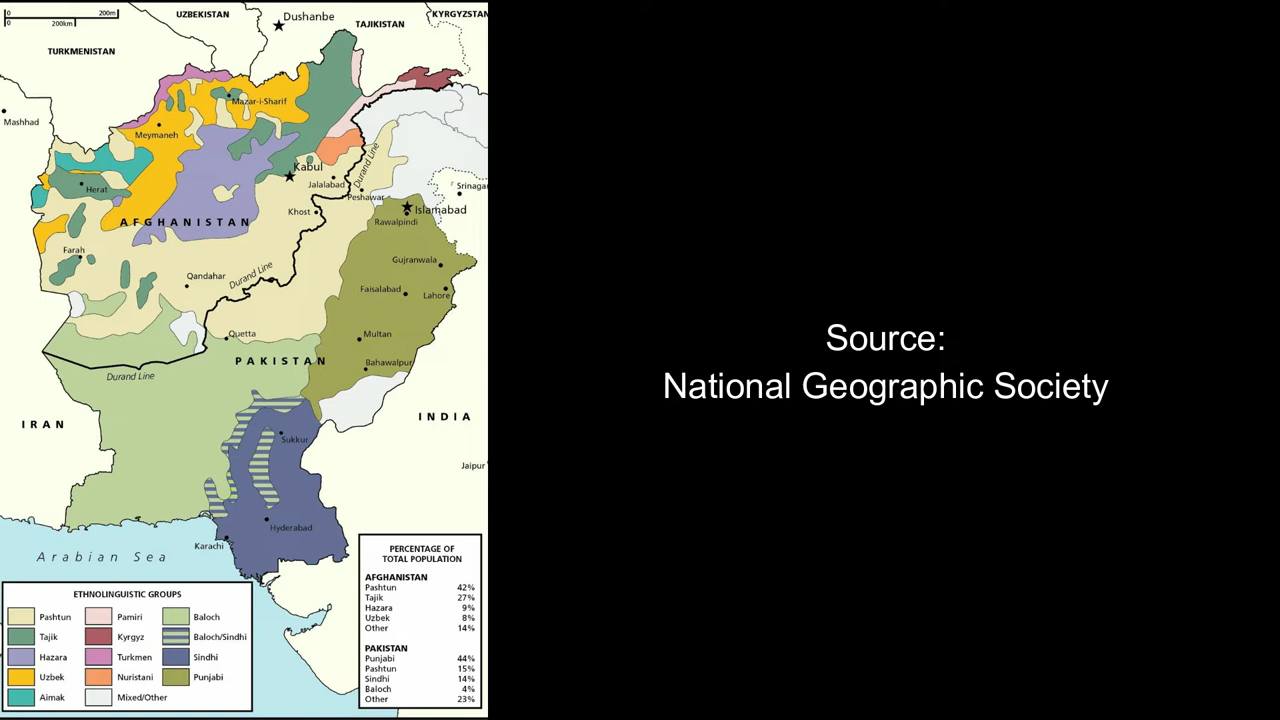 0 200m
0 200km
UZBEKISTAN
Dushanbe
KYRGYZSTAN
TAJIKISTAN
TURKMENISTAN
Mazar-i-Sharif
Mashhad
Meymaneh
Kabul
Durand Line
Herat
Jalalabad
Srinagar
Peshawar
Khost
Islamabad
AFGHANISTAN
Rawalpindi
Farah
Gujranwala
Qandahar
Durand Line
Faisalabad
Lahore
Quetta
Multan
PAKISTAN
Bahawalpur
Durand Line
IRAN
INDIA
Sukkur
Jaipur
Hyderabad
Karachi
Arabian Sea
PERCENTAGE OF
TOTAL POPULATION
AFGHANISTAN
Pashtun 42%
Tajik 27%
Hazara 9%
Uzbek 8%
Other 14%
PAKISTAN
Punjabi 44%
Pashtun 15%
Sindhi 14%
Baloch 4%
Other 23%
ETHNOLINGUISTIC GROUPS
Pashtun Pamiri Baloch
Tajik Kyrgyz Baloch/Sindhi
Hazara Turkmen Sindhi
Uzbek Nuristani Punjabi
Aimak Mixed/Other
Source:
National Geographic Society